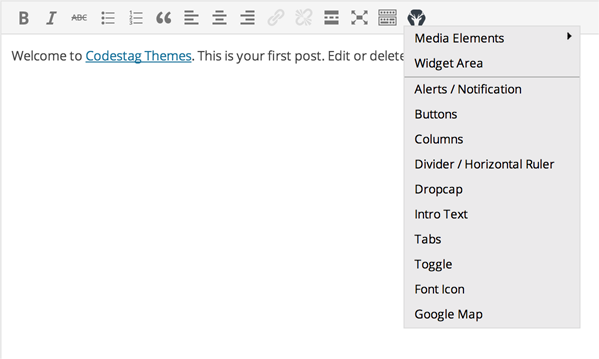 B I ABC
Welcome to Codestag Themes. This is your first post. Edit or delete
Media Elements
Widget Area
Alerts / Notification
Buttons
Columns
Divider / Horizontal Ruler
Dropcap
Intro Text
Tabs
Toggle
Font Icon
Google Map